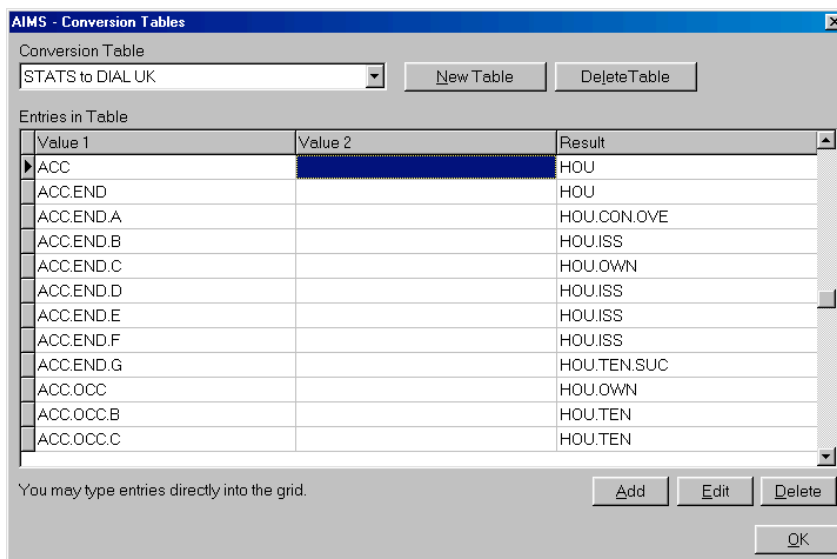 AIMS - Conversion Tables
Conversion Table
STATS to DIAL UK
New Table
DeleteTable
Entries in Table
Value 1 Value 2 Result
ACC HOU
ACC.END HOU
ACC.END.A HOU.CON.OVE
ACC.END.B HOU.ISS
ACC.END.C HOU.OWN
ACC.END.D HOU.ISS
ACC.END.E HOU.ISS
ACC.END.F HOU.ISS
ACC.END.G HOU.TEN.SUC
ACC.OCC HOU.OWN
ACC.OCC.B HOU.TEN
ACC.OCC.C HOU.TEN
You may type entries directly into the grid.
Add
Edit
Delete
OK